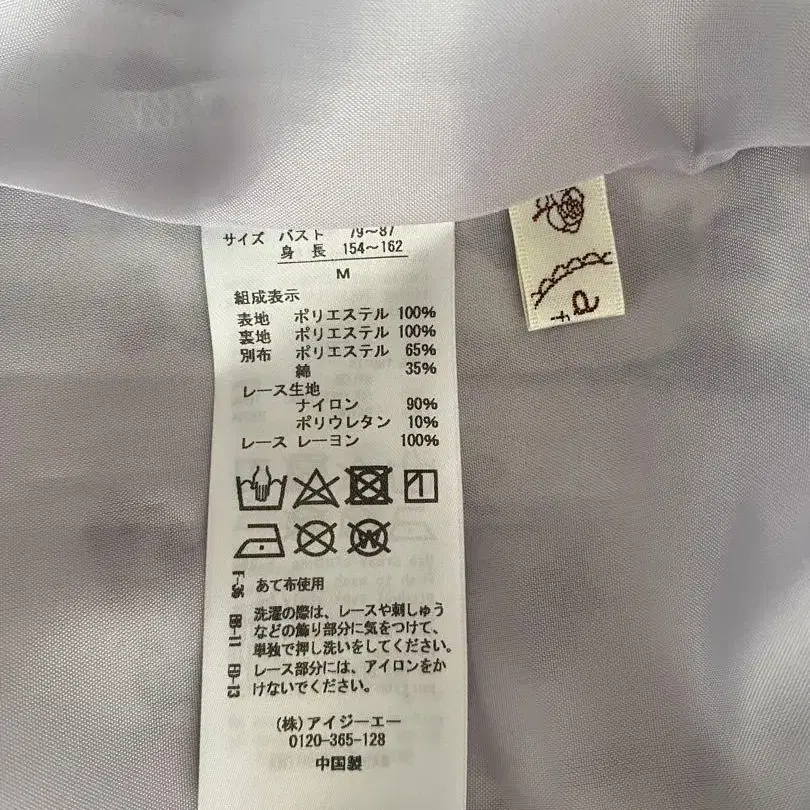 サイズ バスト 79～87
身長 154～162
M
組成表示
表地 ポリエステル 100%
裏地 ポリエステル 100%
別布 ポリエステル 65%
綿 35%
レース生地
ナイロン 90%
ポリウレタン 10%
レース レーヨン 100%
W
F-36 あて布使用
洗濯の際は、レースや刺しゅう
などの飾り部分に気をつけて、
単独で押し洗いをしてください。
レース部分には、アイロンをか
けないでください。
(株)アイジーエー
0120-365-128
中国製